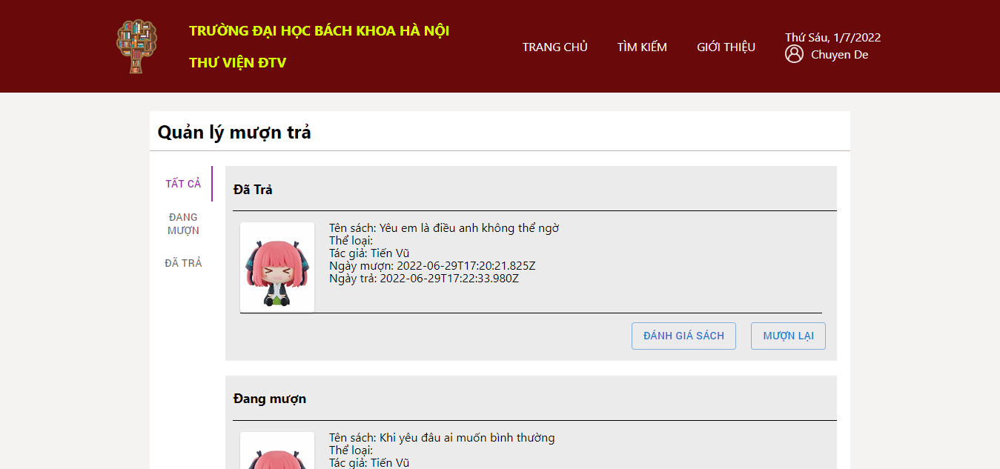 TRƯỜNG ĐẠI HỌC BÁCH KHOA HÀ NỘI
THƯ VIỆN ĐTV
TRANG CHỦ
TÌM KIẾM
GIỚI THIỆU
Thứ Sáu, 1/7/2022
Chuyen De
Quản lý mượn trả
TẤT CẢ
ĐANG
MƯỢN
ĐÃ TRẢ
Đã Trả
Tên sách: Yêu em là điều anh không thể ngờ
Thể loại:
Tác giả: Tiến Vũ
Ngày mượn: 2022-06-29T17:20:21.825Z
Ngày trả: 2022-06-29T17:22:33.980Z
ĐÁNH GIÁ SÁCH
MƯỢN LẠI
Đang mượn
Tên sách: Khi yêu đâu ai muốn bình thường
Thể loại:
Tác giả: Tiến Vũ